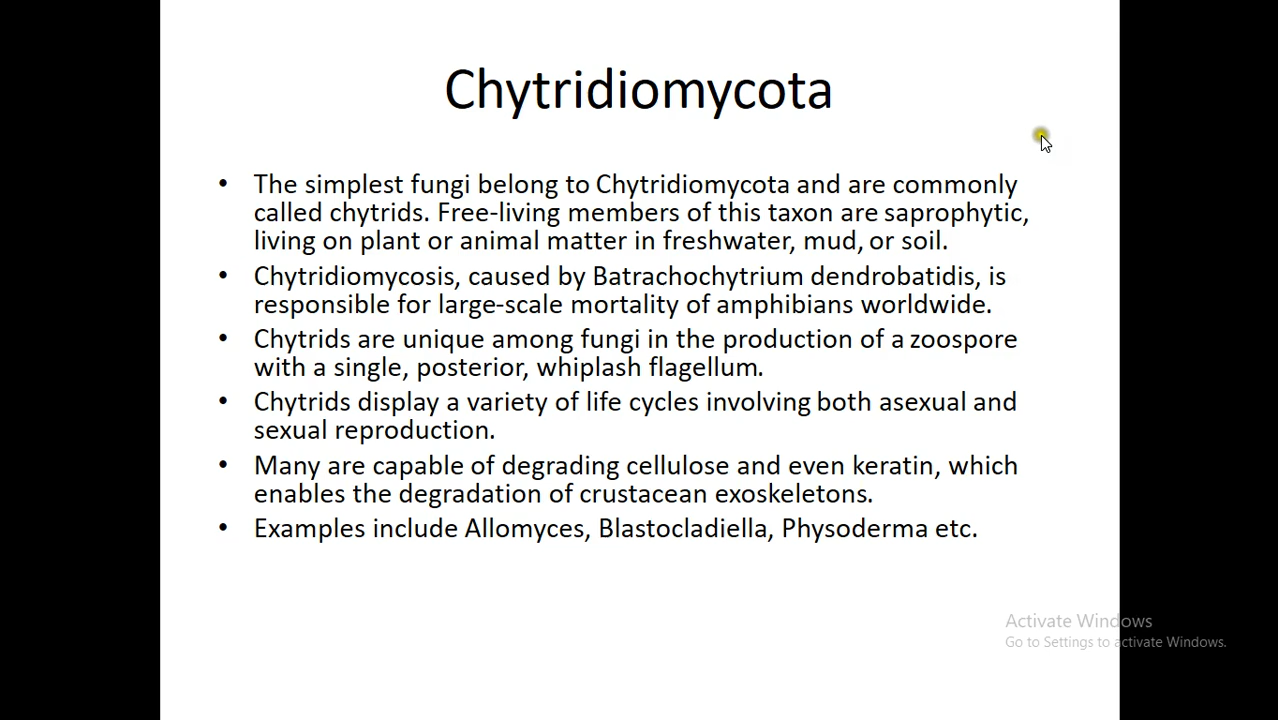 Chytridiomycota
• The simplest fungi belong to Chytridiomycota and are commonly
called chytrids. Free-living members of this taxon are saprophytic,
living on plant or animal matter in freshwater, mud, or soil.
• Chytridiomycosis, caused by Batrachochytrium dendrobatidis, is
responsible for large-scale mortality of amphibians worldwide.
• Chytrids are unique among fungi in the production of a zoospore
with a single, posterior, whiplash flagellum.
• Chytrids display a variety of life cycles involving both asexual and
sexual reproduction.
• Many are capable of degrading cellulose and even keratin, which
enables the degradation of crustacean exoskeletons.
• Examples include Allomyces, Blastocladiella, Physoderma etc.
Activate Windows
Go to Settings to activate Windows.